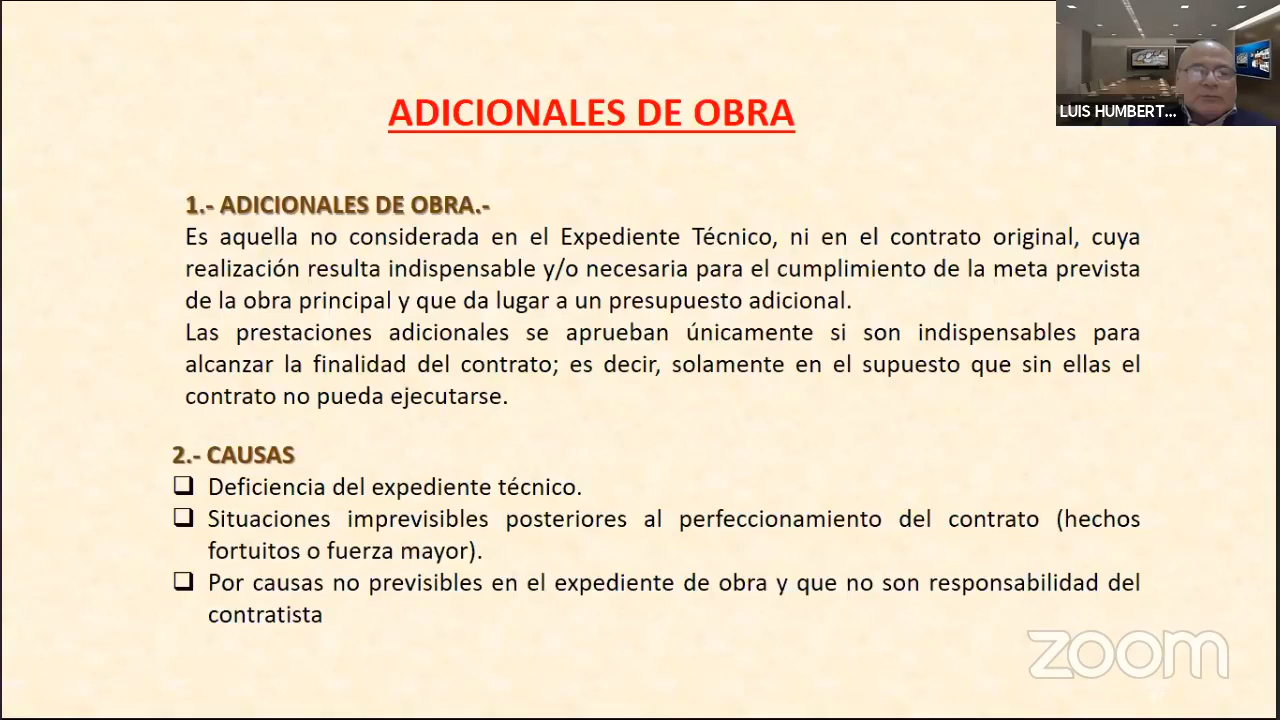 ADICIONALES DE OBRA
LUIS HUMBERT...
1.- ADICIONALES DE OBRA.-
Es aquella no considerada en el Expediente Técnico, ni en el contrato original, cuya
realización resulta indispensable y/o necesaria para el cumplimiento de la meta prevista
de la obra principal y que da lugar a un presupuesto adicional.
Las prestaciones adicionales se aprueban únicamente si son indispensables para
alcanzar la finalidad del contrato; es decir, solamente en el supuesto que sin ellas el
contrato no pueda ejecutarse.
2.- CAUSAS
❑ Deficiencia del expediente técnico.
❑ Situaciones imprevisibles posteriores al perfeccionamiento del contrato (hechos
fortuitos o fuerza mayor).
❑ Por causas no previsibles en el expediente de obra y que no son responsabilidad del
contratista
zoom